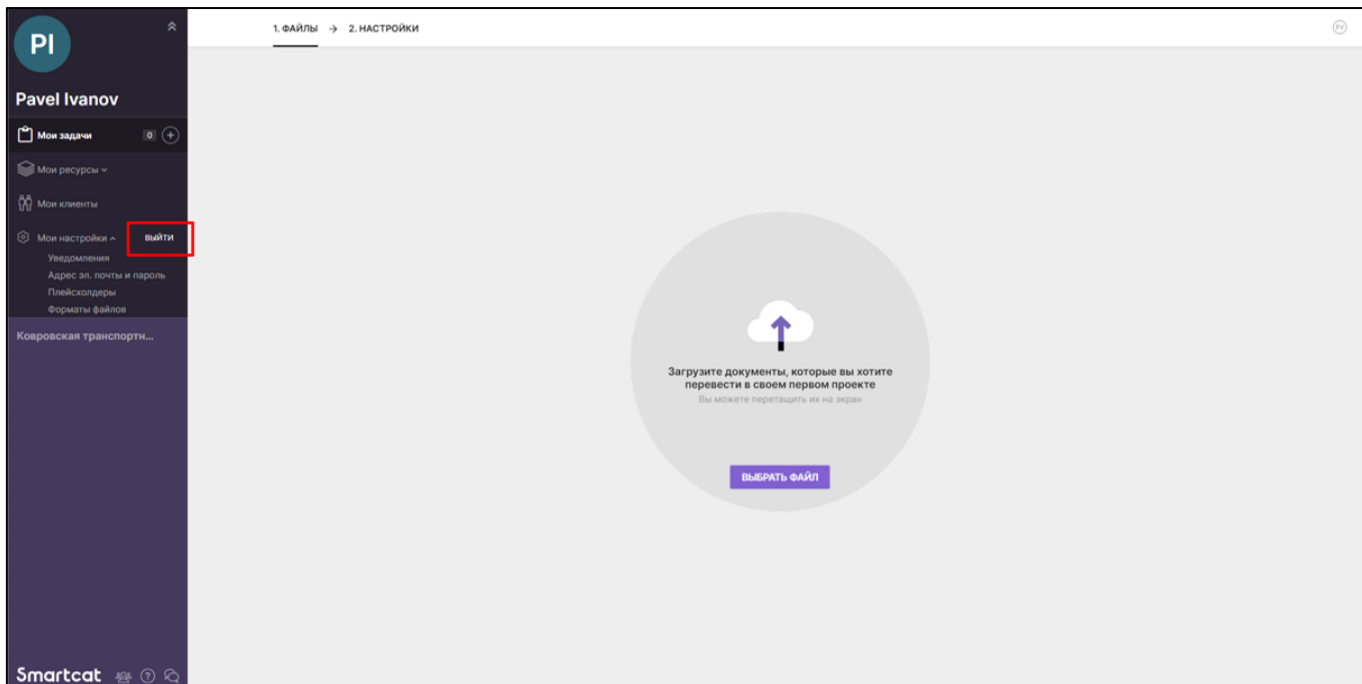 PI
Pavel Ivanov
Мои задачи 0
Мои ресурсы
Мои клиенты
Мои настройки ВЫЙТИ
Уведомления
Адрес эл. почты и пароль
Плейсхолдеры
Форматы файлов
Ковровская транспортн...
Smartcat
1. ФАЙЛЫ → 2. НАСТРОЙКИ
РУ
Загрузите документы, которые вы хотите
перевести в своем первом проекте
Вы можете перетащить их на экран
ВЫБРАТЬ ФАЙЛ